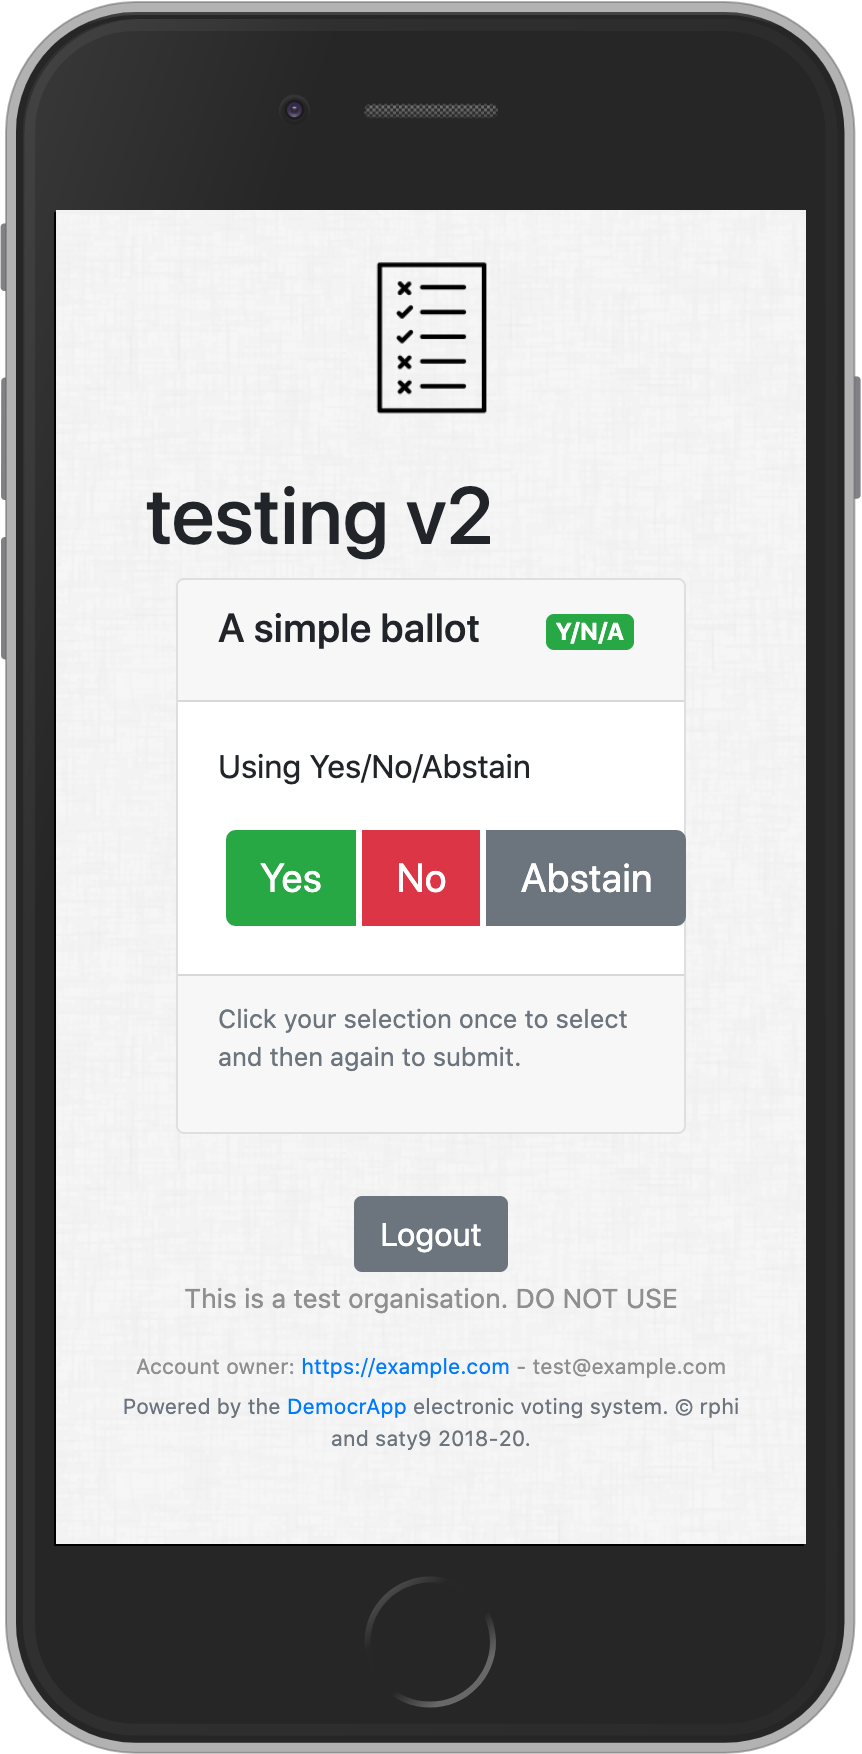 testing v2
A simple ballot Y/N/A
Using Yes/No/Abstain
Yes No Abstain
Click your selection once to select
and then again to submit.
Logout
This is a test organisation. DO NOT USE
Account owner: https://example.com - test@example.com
Powered by the DemocrApp electronic voting system. © rphi
and saty9 2018-20.